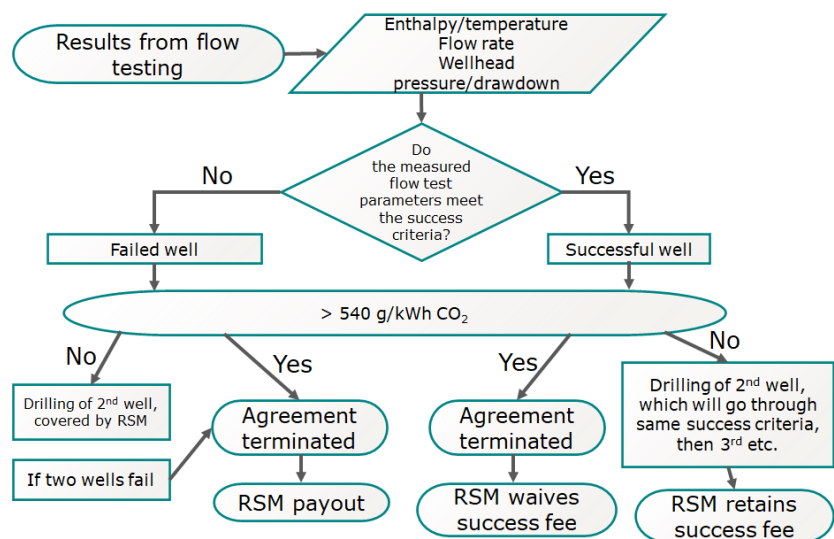 Results from flow
testing
Enthalpy/temperature
Flow rate
Wellhead
pressure/drawdown
Do
the measured
flow test
parameters meet
the success
criteria?
No
Yes
Failed well
Successful well
> 540 g/kWh CO₂
No
Yes
Yes
No
Drilling of 2ⁿᵈ well,
covered by RSM
Agreement
terminated
Agreement
terminated
Drilling of 2ⁿᵈ well,
which will go through
same success criteria,
then 3ʳᵈ etc.
If two wells fail
RSM payout
RSM waives
success fee
RSM retains
success fee